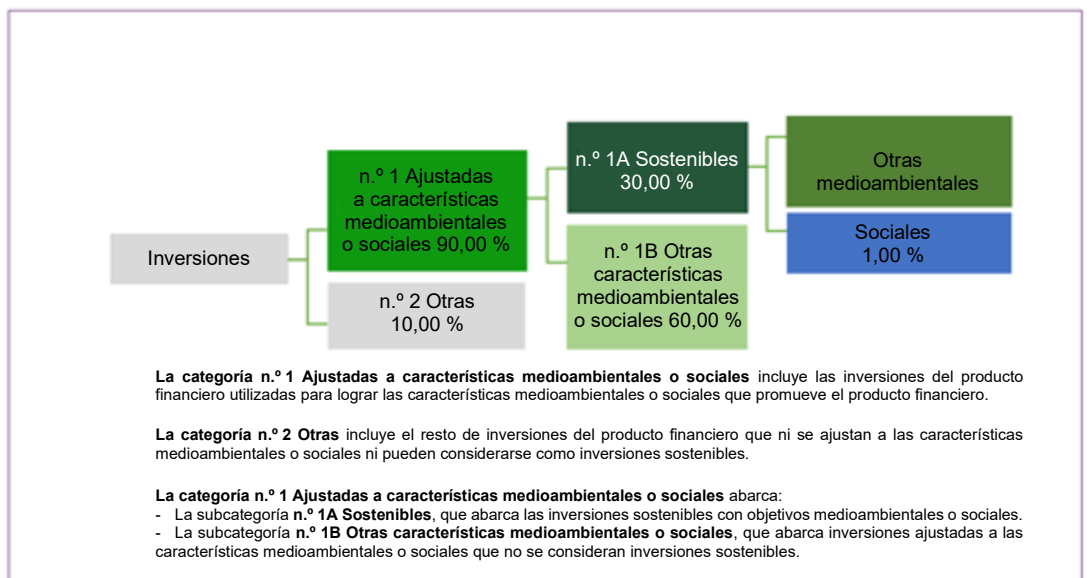 Inversiones
n.º 1 Ajustadas
a características
medioambientales
o sociales 90,00 %
n.º 2 Otras
10,00 %
n.º 1A Sostenibles
30,00 %
n.º 1B Otras
características
medioambientales
o sociales 60,00 %
Otras
medioambientales
Sociales
1,00 %
La categoría n.º 1 Ajustadas a características medioambientales o sociales incluye las inversiones del producto
financiero utilizadas para lograr las características medioambientales o sociales que promueve el producto financiero.
La categoría n.º 2 Otras incluye el resto de inversiones del producto financiero que ni se ajustan a las características
medioambientales o sociales ni pueden considerarse como inversiones sostenibles.
La categoría n.º 1 Ajustadas a características medioambientales o sociales abarca:
- La subcategoría n.º 1A Sostenibles, que abarca las inversiones sostenibles con objetivos medioambientales o sociales.
- La subcategoría n.º 1B Otras características medioambientales o sociales, que abarca inversiones ajustadas a las
características medioambientales o sociales que no se consideran inversiones sostenibles.